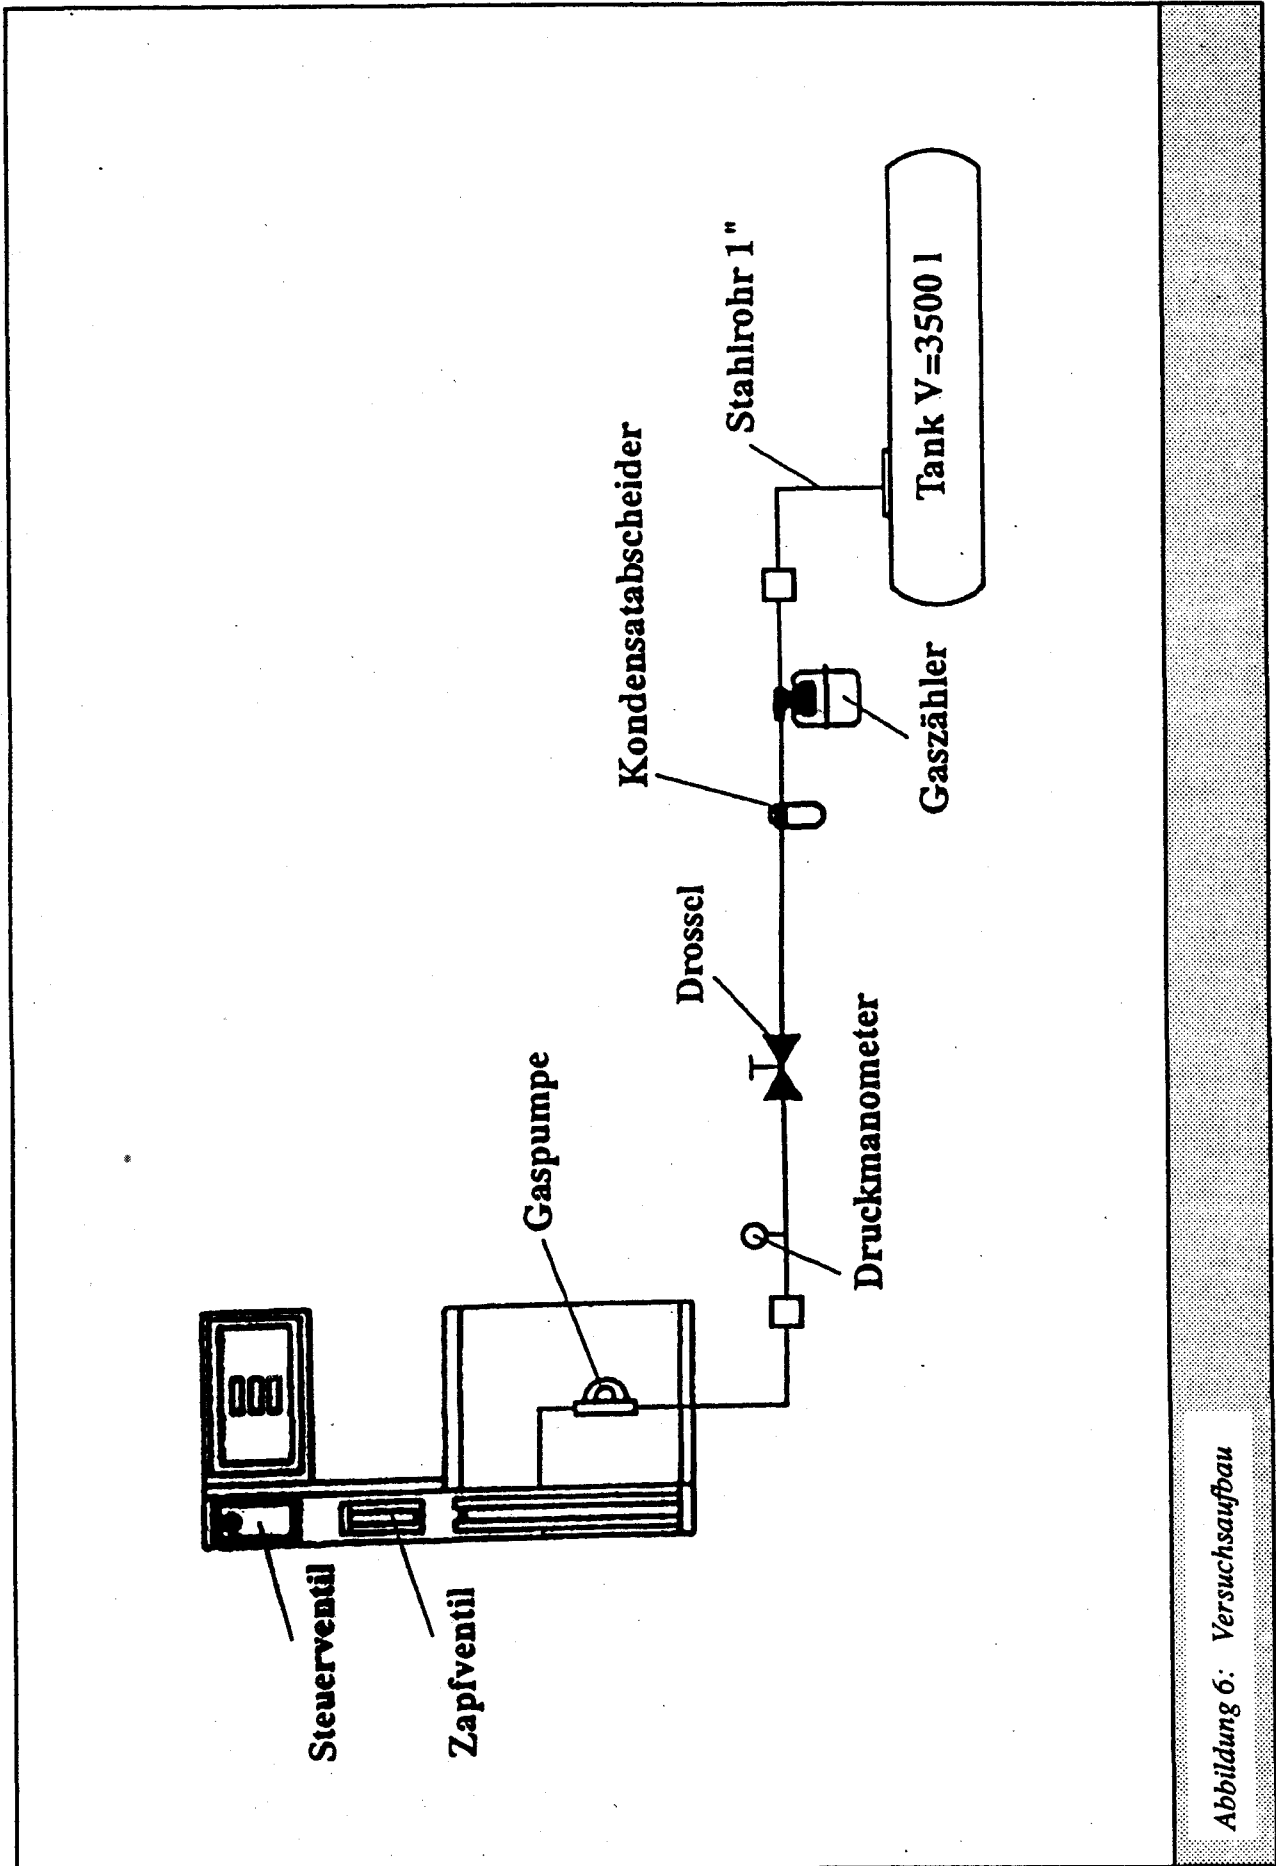 Steuerventil
Zapfventil
Gaspumpe
Druckmanometer
Drossel
Kondensatabscheider
Gaszähler
Stahlrohr 1"
Tank V=3500 l
Abbildung 6: Versuchsaufbau